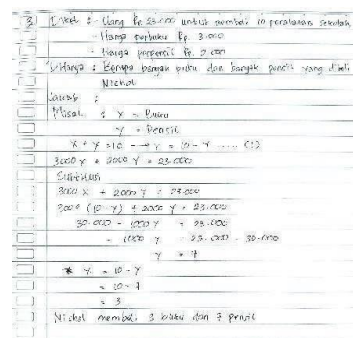 3 Diket : - Uang Rp. 23.000 untuk membeli 10 peralatan sekolah
- Harga perbuku Rp. 3.000
- Harga perpensil Rp. 2.000
Ditanya : Berapa banyak buku dan banyak pensil yang dibeli
Nichol
Jawab :
Misal : X = Buku
Y = Pensil
X + Y = 10 → X = 10 - Y .... (1)
3000 X + 2000 Y = 23.000
Subtitusi
3000 X + 2000 Y = 23.000
3000 (10 - Y) + 2000 Y = 23.000
30.000 - 1000 Y = 23.000
- 1000 Y = 23.000 - 30.000
Y = 7
* X = 10 - Y
= 10 - 7
= 3
Nichol membeli 3 buku dan 7 pensil